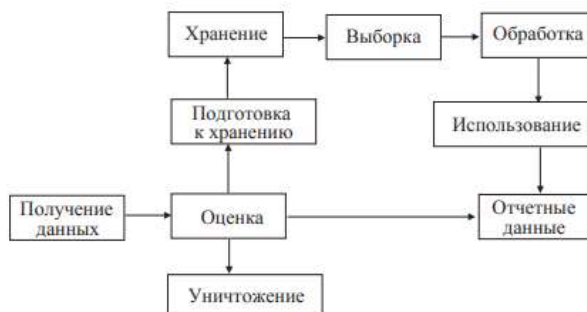 Хранение
Выборка
Обработка
Подготовка
к хранению
Использование
Получение
данных
Оценка
Отчетные
данные
Уничтожение